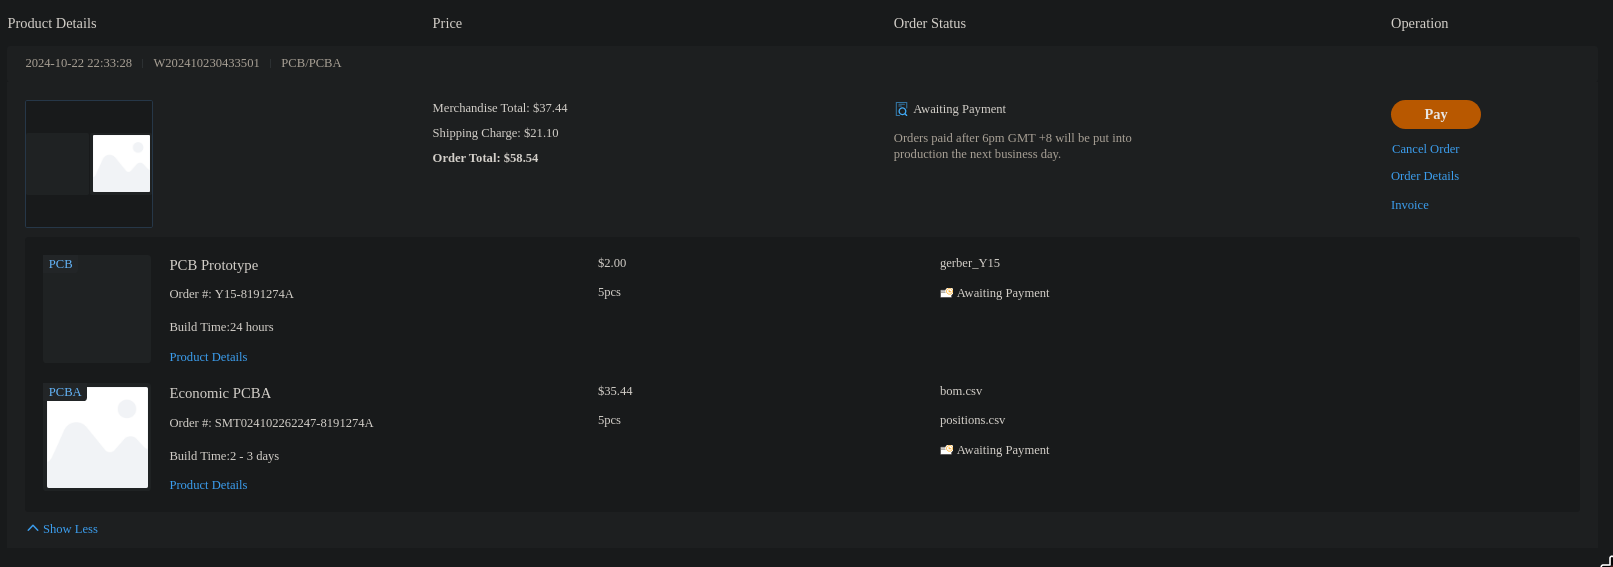 Product Details Price Order Status Operation
2024-10-22 22:33:28 | W202410230433501 | PCB/PCBA
Merchandise Total: $37.44
Shipping Charge: $21.10
Order Total: $58.54
Awaiting Payment
Orders paid after 6pm GMT +8 will be put into
production the next business day.
Pay
Cancel Order
Order Details
Invoice
PCB
PCB Prototype
Order #: Y15-8191274A
Build Time:24 hours
Product Details
$2.00
5pcs
gerber_Y15
Awaiting Payment
PCBA
Economic PCBA
Order #: SMT024102262247-8191274A
Build Time:2 - 3 days
Product Details
$35.44
5pcs
bom.csv
positions.csv
Awaiting Payment
Show Less